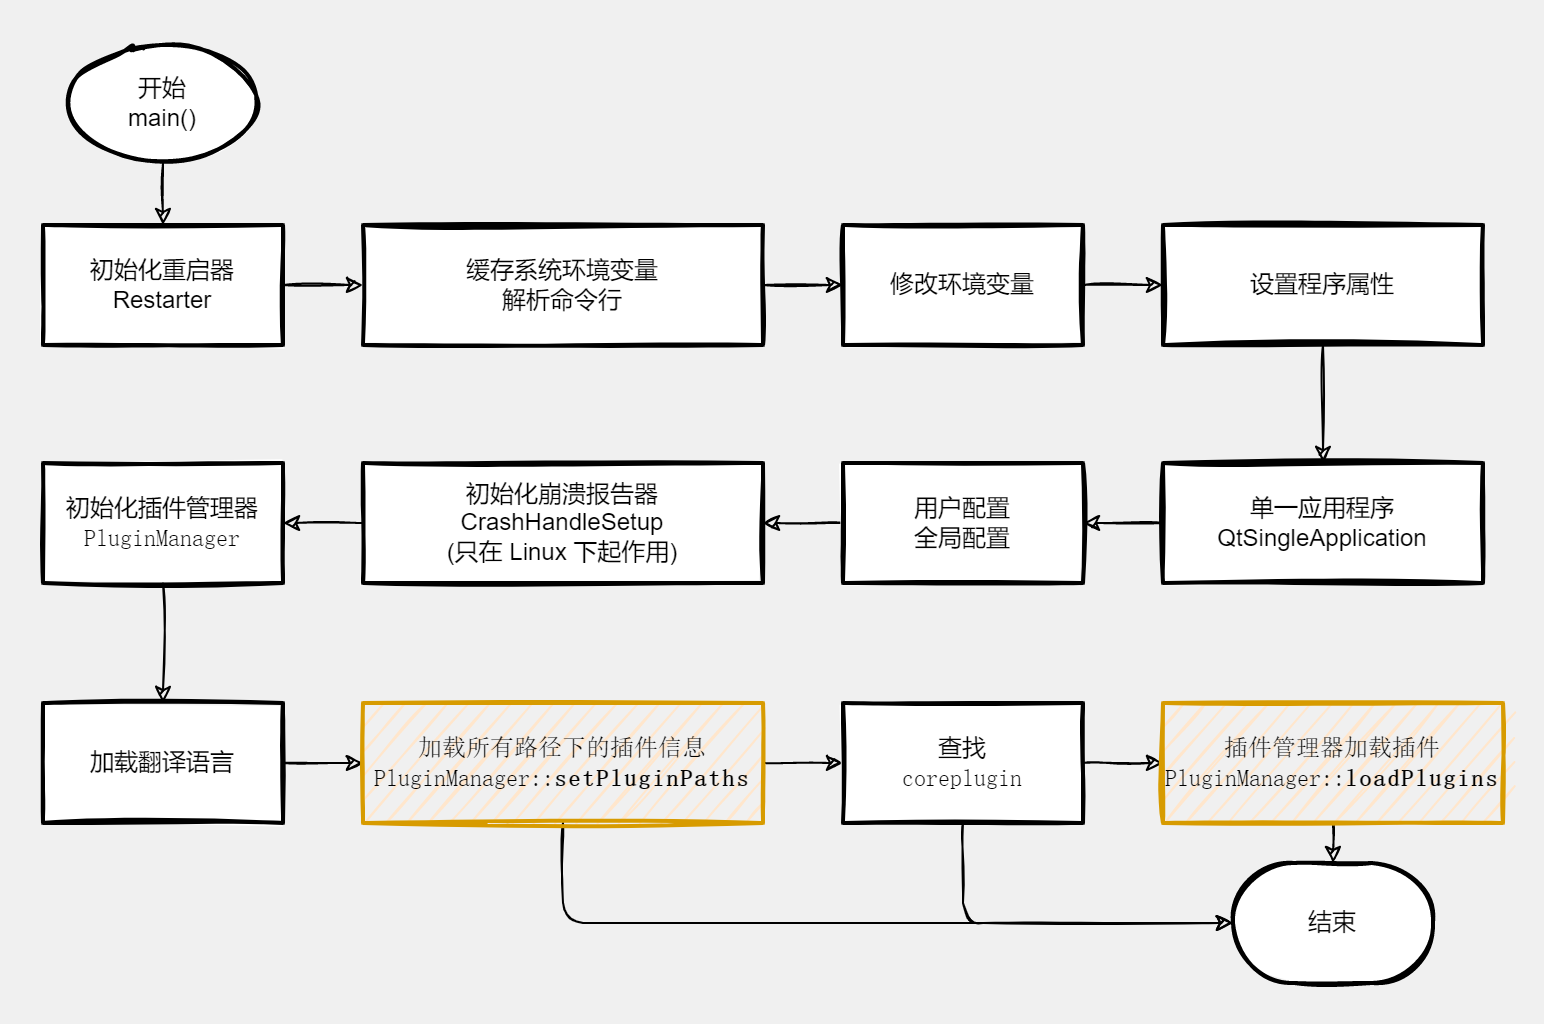 开始
main()
初始化重启器
Restarter
缓存系统环境变量
解析命令行
修改环境变量
设置程序属性
单一应用程序
QtSingleApplication
用户配置
全局配置
初始化崩溃报告器
CrashHandleSetup
(只在 Linux 下起作用)
初始化插件管理器
PluginManager
加载翻译语言
加载所有路径下的插件信息
PluginManager::setPluginPaths
查找
coreplugin
插件管理器加载插件
PluginManager::loadPlugins
结束